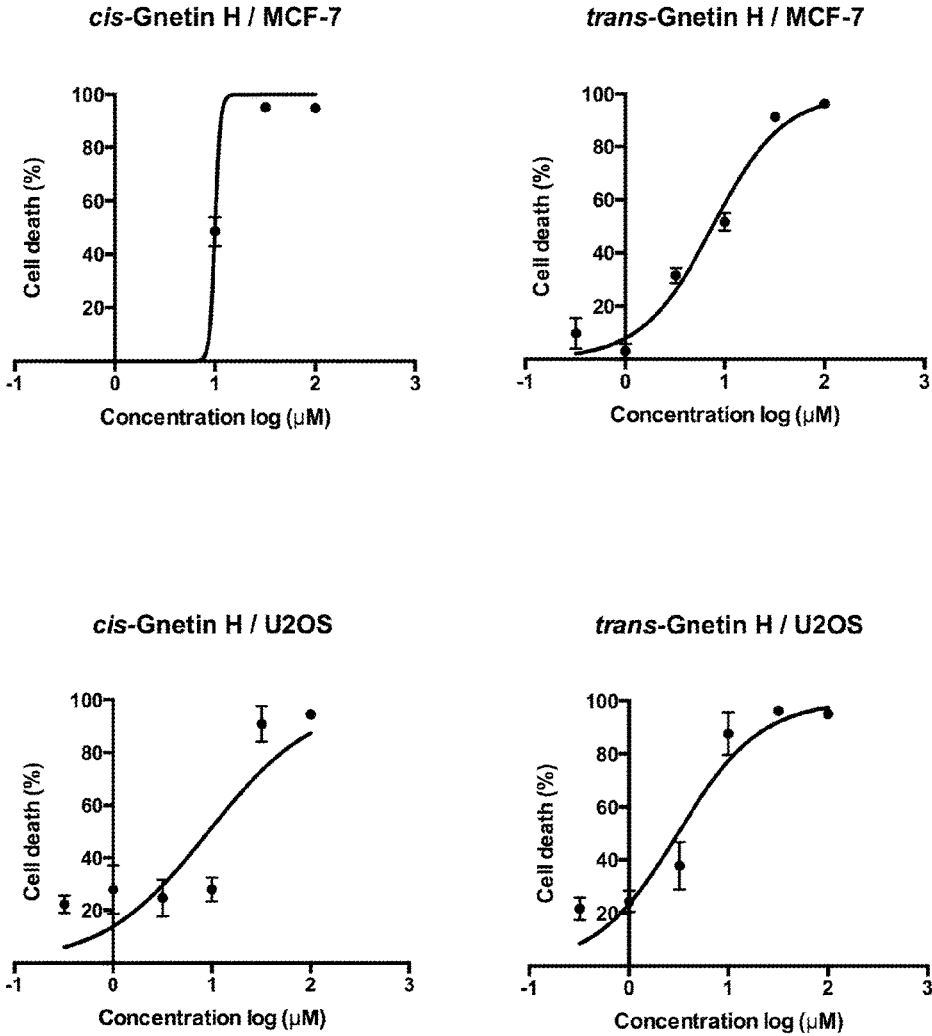 cis-Gnetin H / MCF-7
100
80
60
40
20
Cell death (%)
-1 0 1 2 3
Concentration log (µM)
trans-Gnetin H / MCF-7
100
80
60
40
20
Cell death (%)
-1 0 1 2 3
Concentration log (µM)
cis-Gnetin H / U2OS
100
80
60
40
20
Cell death (%)
-1 0 1 2 3
Concentration log (µM)
trans-Gnetin H / U2OS
100
80
60
40
20
Cell death (%)
-1 0 1 2 3
Concentration log (µM)